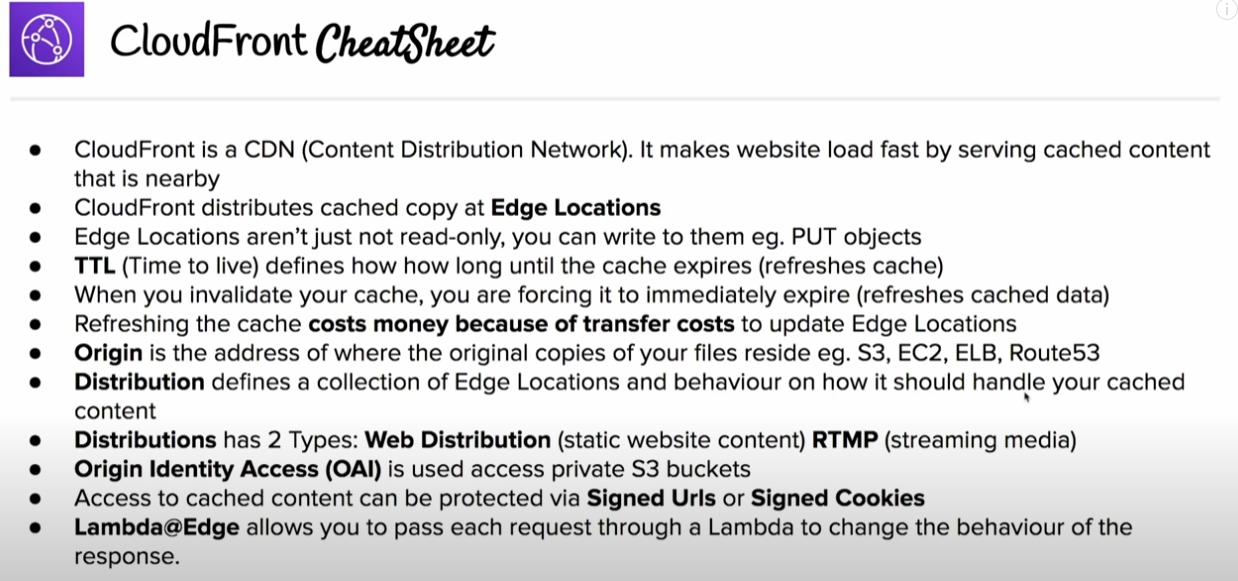 CloudFront CheatSheet
● CloudFront is a CDN (Content Distribution Network). It makes website load fast by serving cached content
that is nearby
● CloudFront distributes cached copy at Edge Locations
● Edge Locations aren’t just not read-only, you can write to them eg. PUT objects
● TTL (Time to live) defines how how long until the cache expires (refreshes cache)
● When you invalidate your cache, you are forcing it to immediately expire (refreshes cached data)
● Refreshing the cache costs money because of transfer costs to update Edge Locations
● Origin is the address of where the original copies of your files reside eg. S3, EC2, ELB, Route53
● Distribution defines a collection of Edge Locations and behaviour on how it should handle your cached
content
● Distributions has 2 Types: Web Distribution (static website content) RTMP (streaming media)
● Origin Identity Access (OAI) is used access private S3 buckets
● Access to cached content can be protected via Signed Urls or Signed Cookies
● Lambda@Edge allows you to pass each request through a Lambda to change the behaviour of the
response.